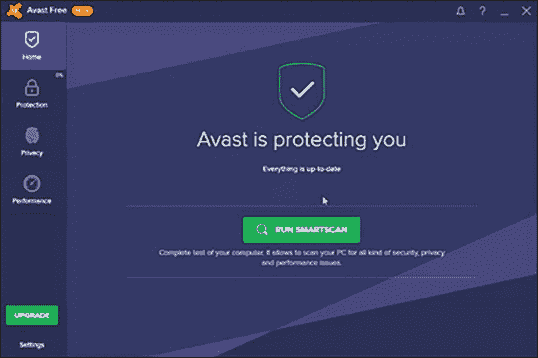 Avast Free
Home
Protection
Privacy
Performance
Avast is protecting you
Everything is up-to-date
RUN SMARTSCAN
Complete test of your computer. It allows to scan your PC for all kind of security, privacy
and performance issues.
UPGRADE
Settings